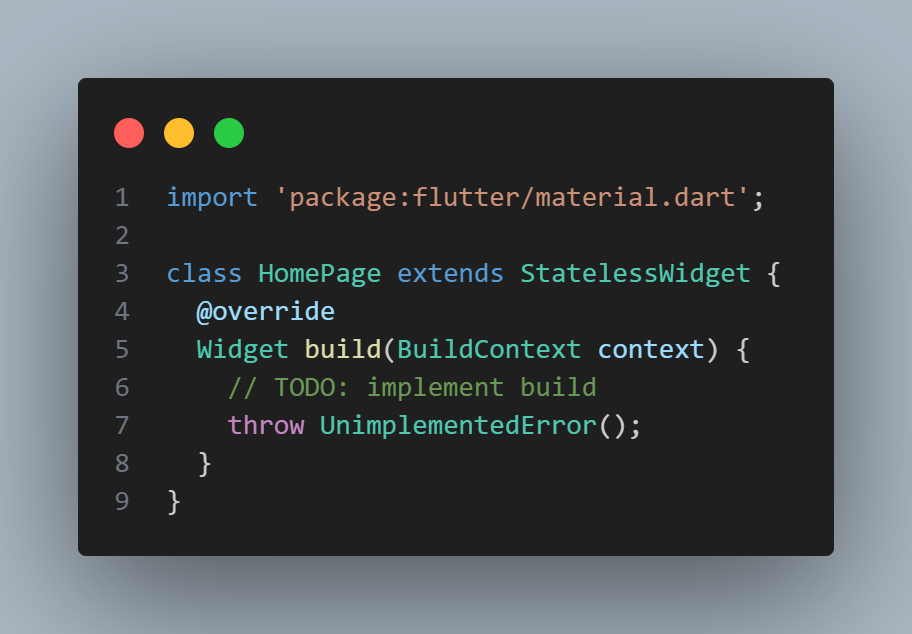 1 import 'package:flutter/material.dart';
2
3 class HomePage extends StatelessWidget {
4   @override
5   Widget build(BuildContext context) {
6     // TODO: implement build
7     throw UnimplementedError();
8   }
9 }